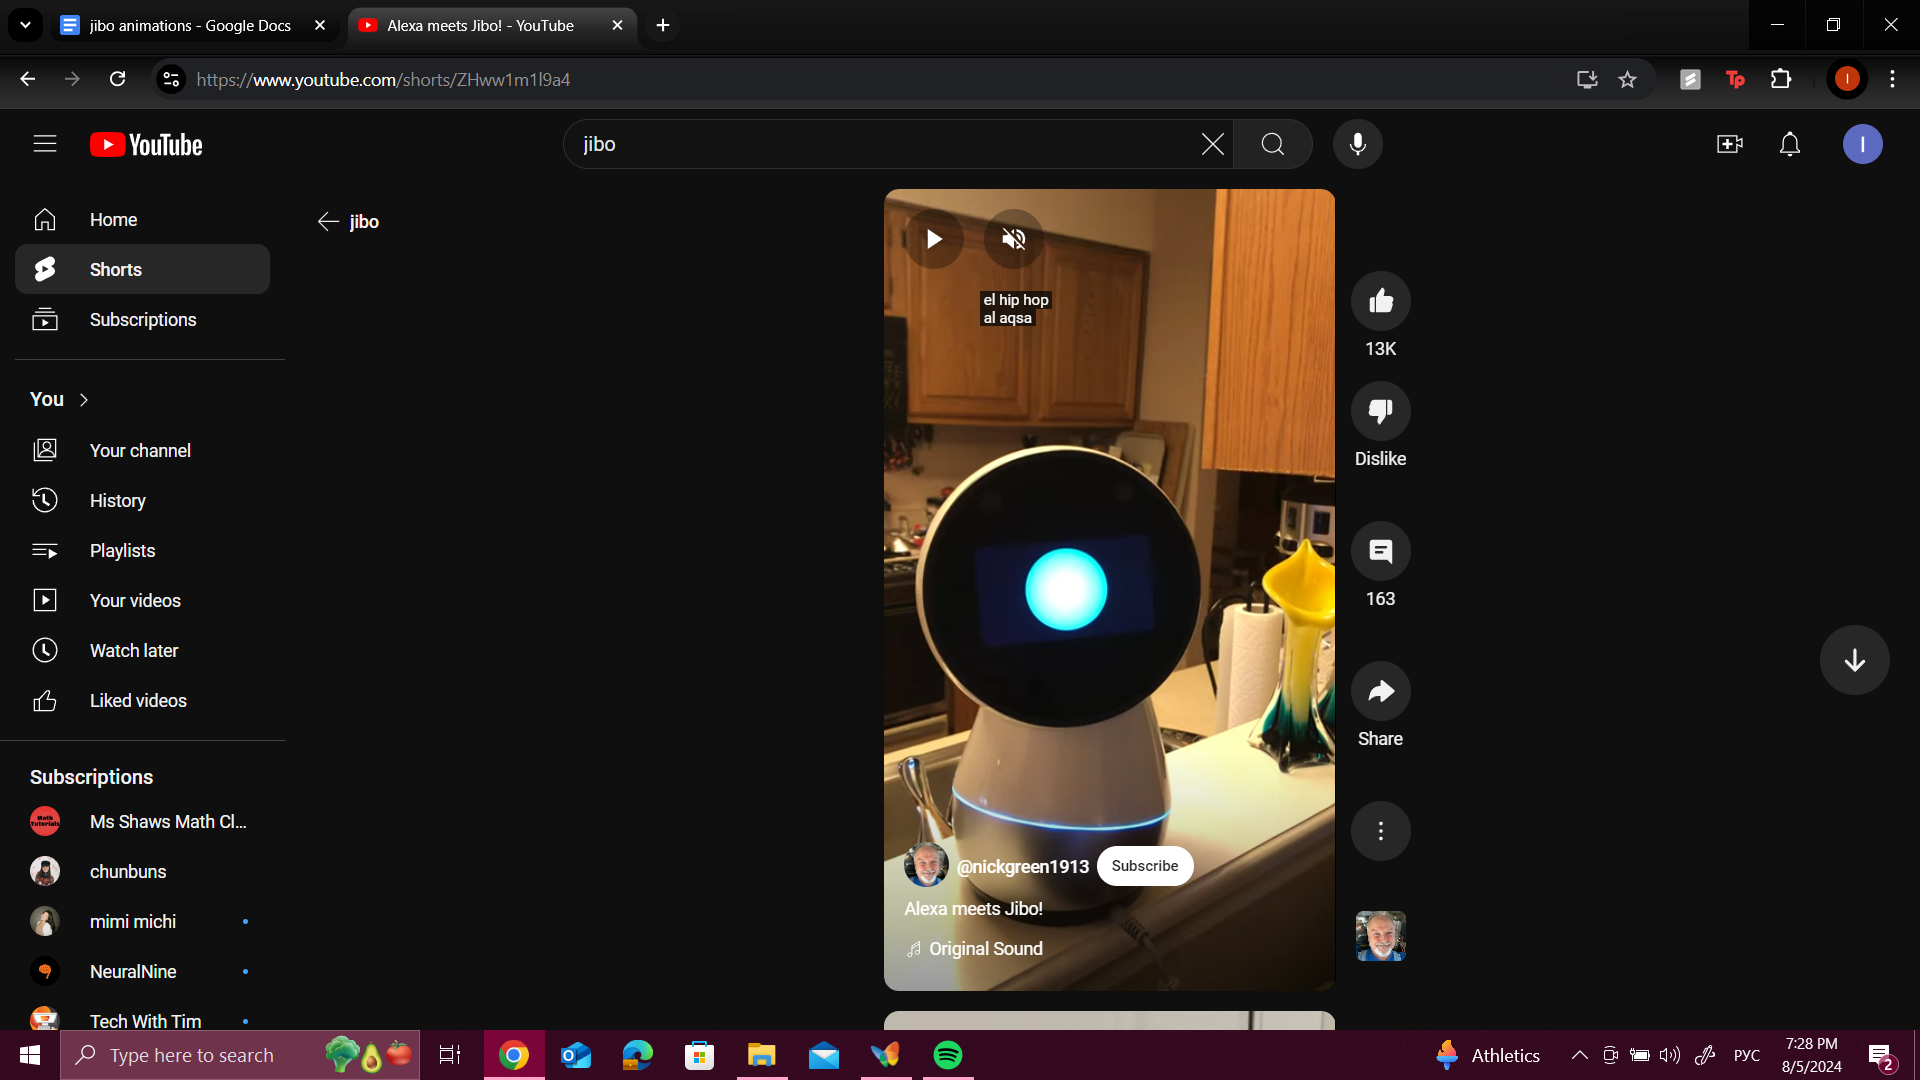 jibo animations - Google Docs
Alexa meets Jibo! - YouTube
https://www.youtube.com/shorts/ZHww1m1l9a4
Tp
I
YouTube
jibo
I
Home
Shorts
Subscriptions
jibo
el hip hop
al aqsa
13K
Dislike
163
Share
You
Your channel
History
Playlists
Your videos
Watch later
Liked videos
Subscriptions
Ms Shaws Math Cl...
chunbuns
mimi michi
NeuralNine
Tech With Tim
@nickgreen1913
Subscribe
Alexa meets Jibo!
Original Sound
Type here to search
Athletics
РУС
7:28 PM
8/5/2024
2